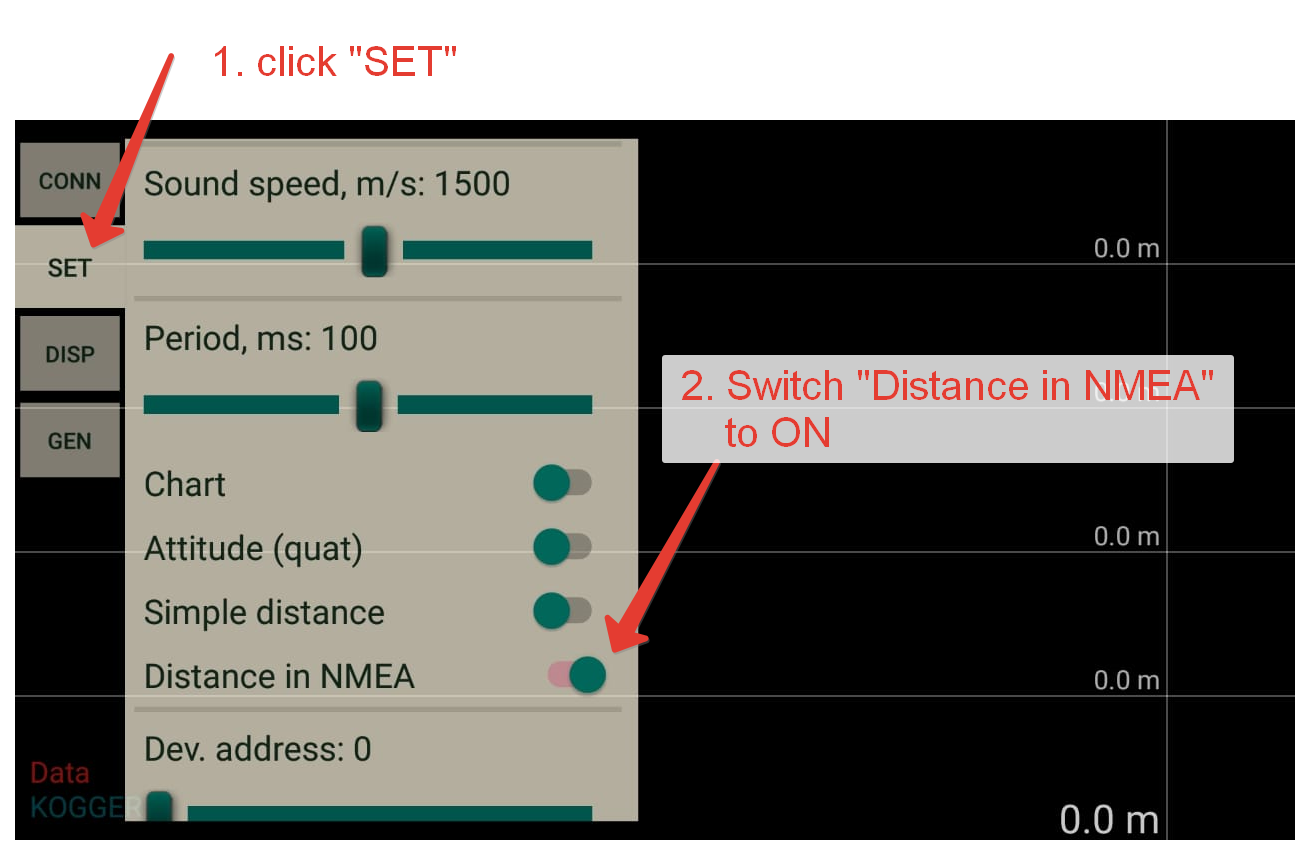 1. click "SET"
CONN
SET
DISP
GEN
Sound speed, m/s: 1500
Period, ms: 100
Chart
Attitude (quat)
Simple distance
Distance in NMEA
Dev. address: 0
Data
KOGGER
0.0 m
2. Switch "Distance in NMEA"
to ON
0.0 m
0.0 m
0.0 m
0.0 m